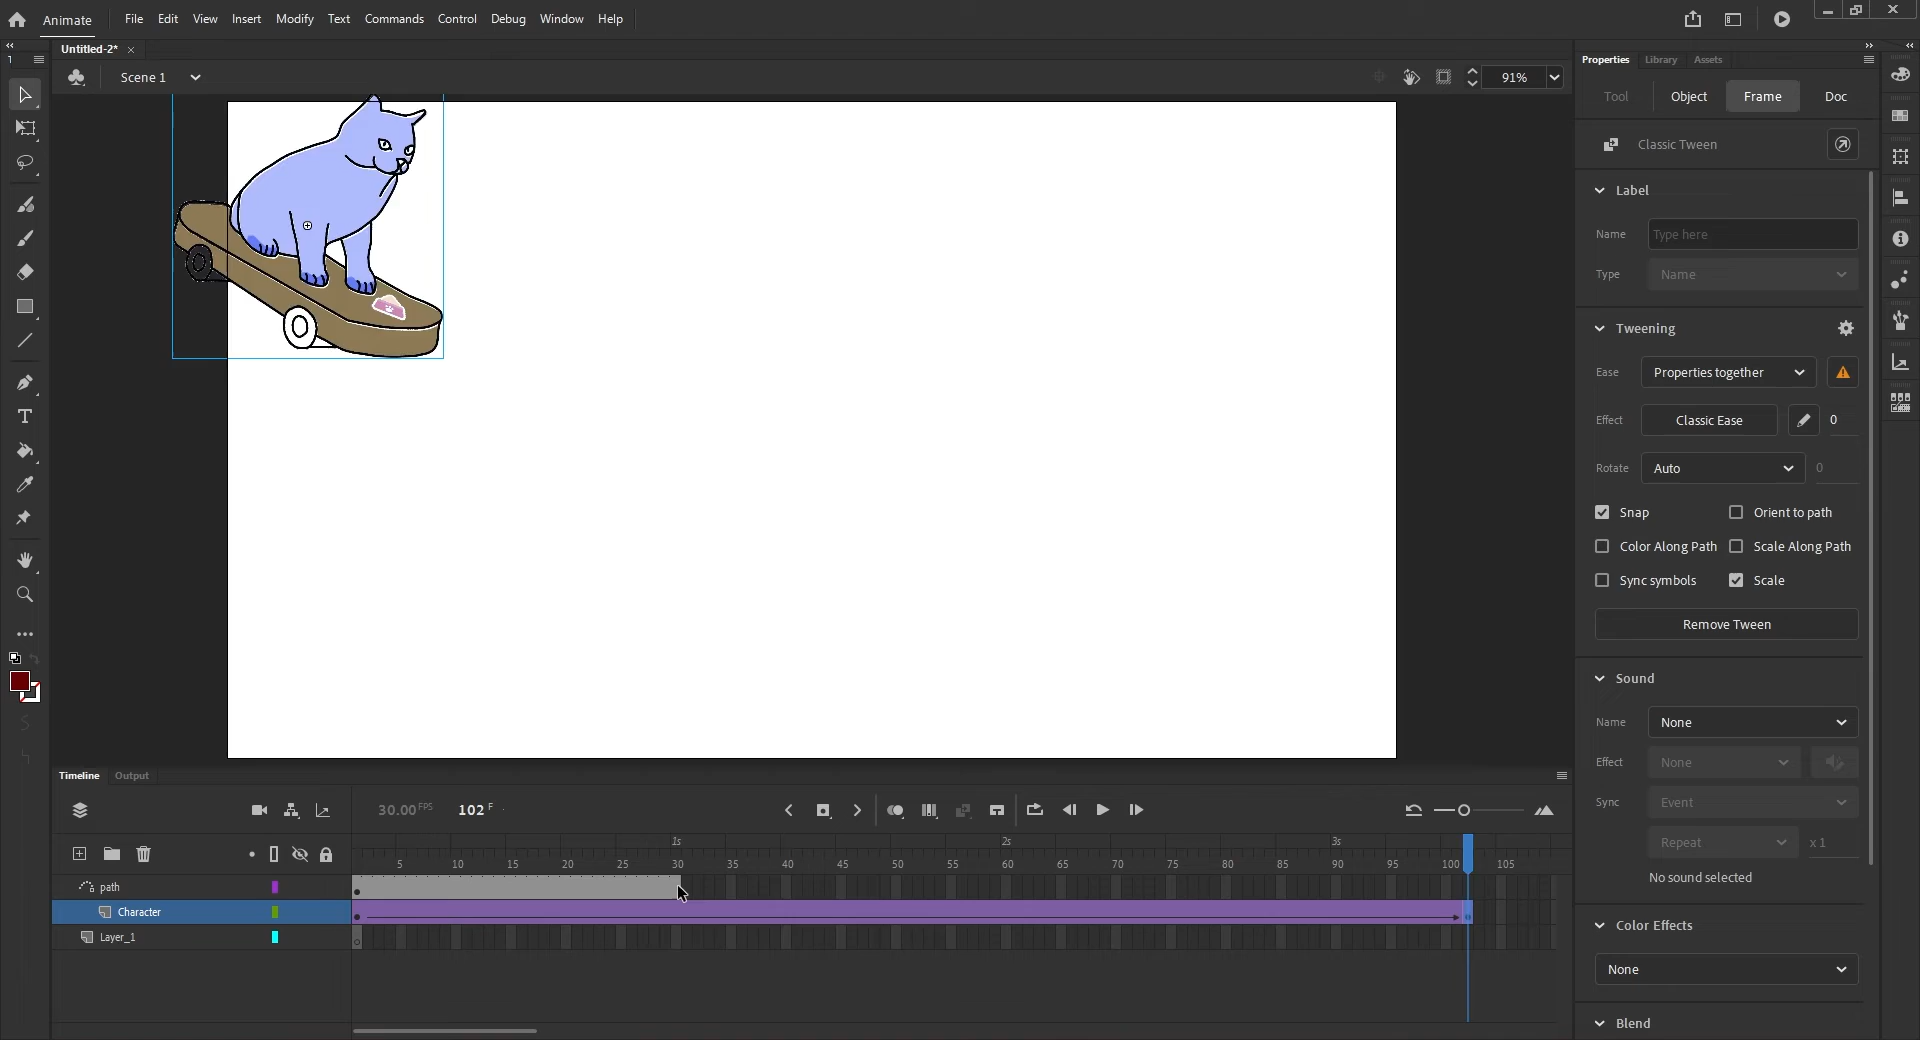 Animate File Edit View Insert Modify Text Commands Control Debug Window Help
Untitled-2*
Scene 1
91%
1
Properties Library Assets
Tool Object Frame Doc
Classic Tween
Label
Name Type here
Type Name
Tweening
Ease Properties together
Effect Classic Ease 0
Rotate Auto 0
Snap Orient to path
Color Along Path Scale Along Path
Sync symbols Scale
Remove Tween
Sound
Name None
Effect None
Sync Event
Repeat x 1
No sound selected
Color Effects
None
Blend
Timeline Output
30.00 FPS 102 F
1s 2s 3s
5 10 15 20 25 30 35 40 45 50 55 60 65 70 75 80 85 90 95 100 105
path
Character
Layer_1